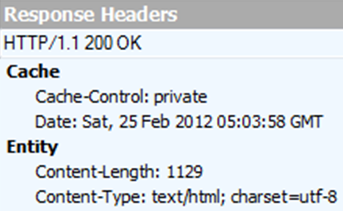 Response Headers
HTTP/1.1 200 OK
Cache
Cache-Control: private
Date: Sat, 25 Feb 2012 05:03:58 GMT
Entity
Content-Length: 1129
Content-Type: text/html; charset=utf-8